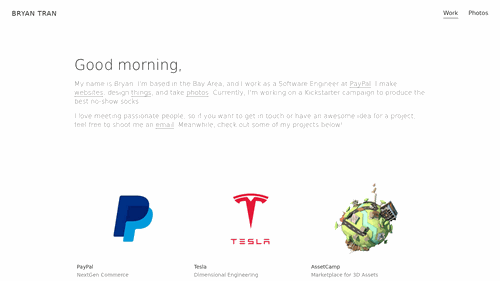 BRYAN TRAN
Work
Photos
Good morning,
My name is Bryan. I'm based in the Bay Area, and I work as a Software Engineer at PayPal. I make
websites, design things, and take photos. Currently, I'm working on a Kickstarter campaign to produce the
best no-show socks.
I love meeting passionate people, so if you want to get in touch or have an awesome idea for a project,
feel free to shoot me an email. Meanwhile, check out some of my projects below!
TESLA
PayPal
Tesla
AssetCamp
NextGen Commerce
Dimensional Engineering
Marketplace for 3D Assets